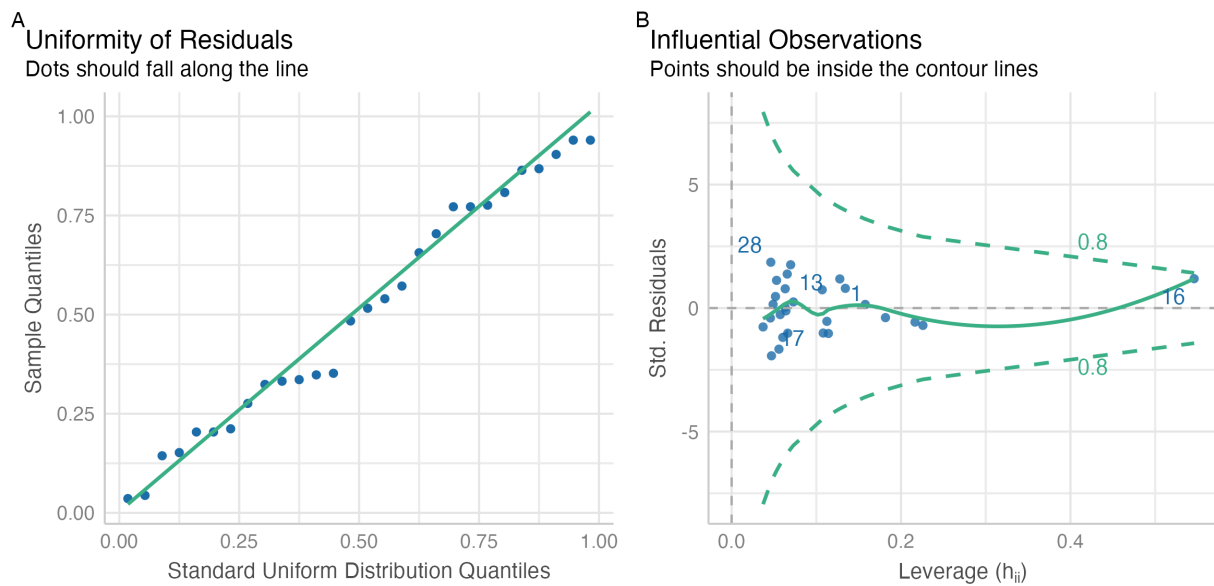 A
Uniformity of Residuals
Dots should fall along the line
1.00
0.75
0.50
0.25
0.00
Sample Quantiles
0.00 0.25 0.50 0.75 1.00
Standard Uniform Distribution Quantiles
B
Influential Observations
Points should be inside the contour lines
5
0
-5
Std. Residuals
0.8
28
13
1
16
17
0.8
0.0 0.2 0.4
Leverage (hii)